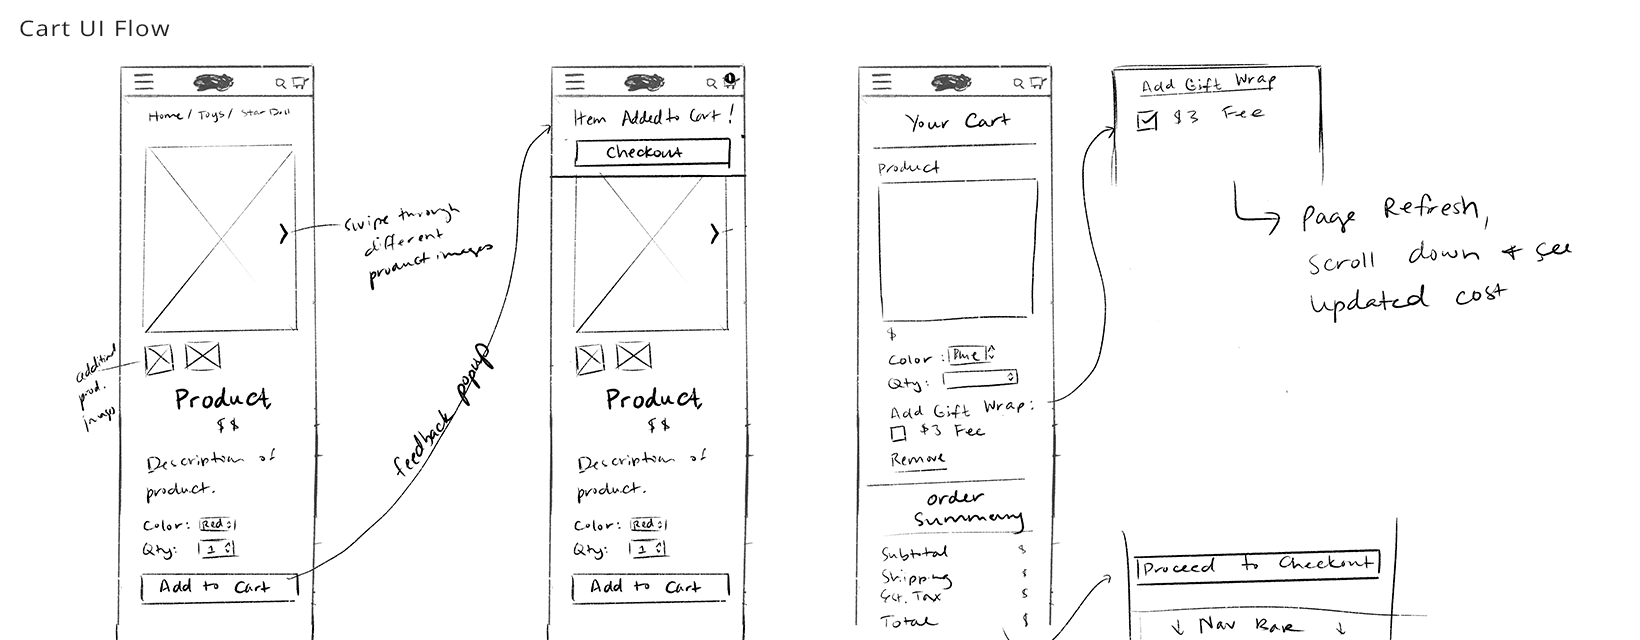 Cart UI Flow
Home / Toys / Star Doll
swipe through
different
product images
additional
prod.
images
Product
$$
Description of
product.
Color: Red
Qty: 1
Add to Cart
feedback popup
1
Item Added to Cart!
Checkout
Product
$$
Description of
product.
Color: Red
Qty: 1
Add to Cart
Your Cart
Product
$
Color: Blue
Qty:
Add Gift Wrap:
$3 Fee
Remove
Order
Summary
Subtotal $
Shipping $
Est. Tax $
Total $
Add Gift Wrap
$3 Fee
Page Refresh,
scroll down + see
updated cost
Proceed to Checkout
↓ Nav Bar ↓